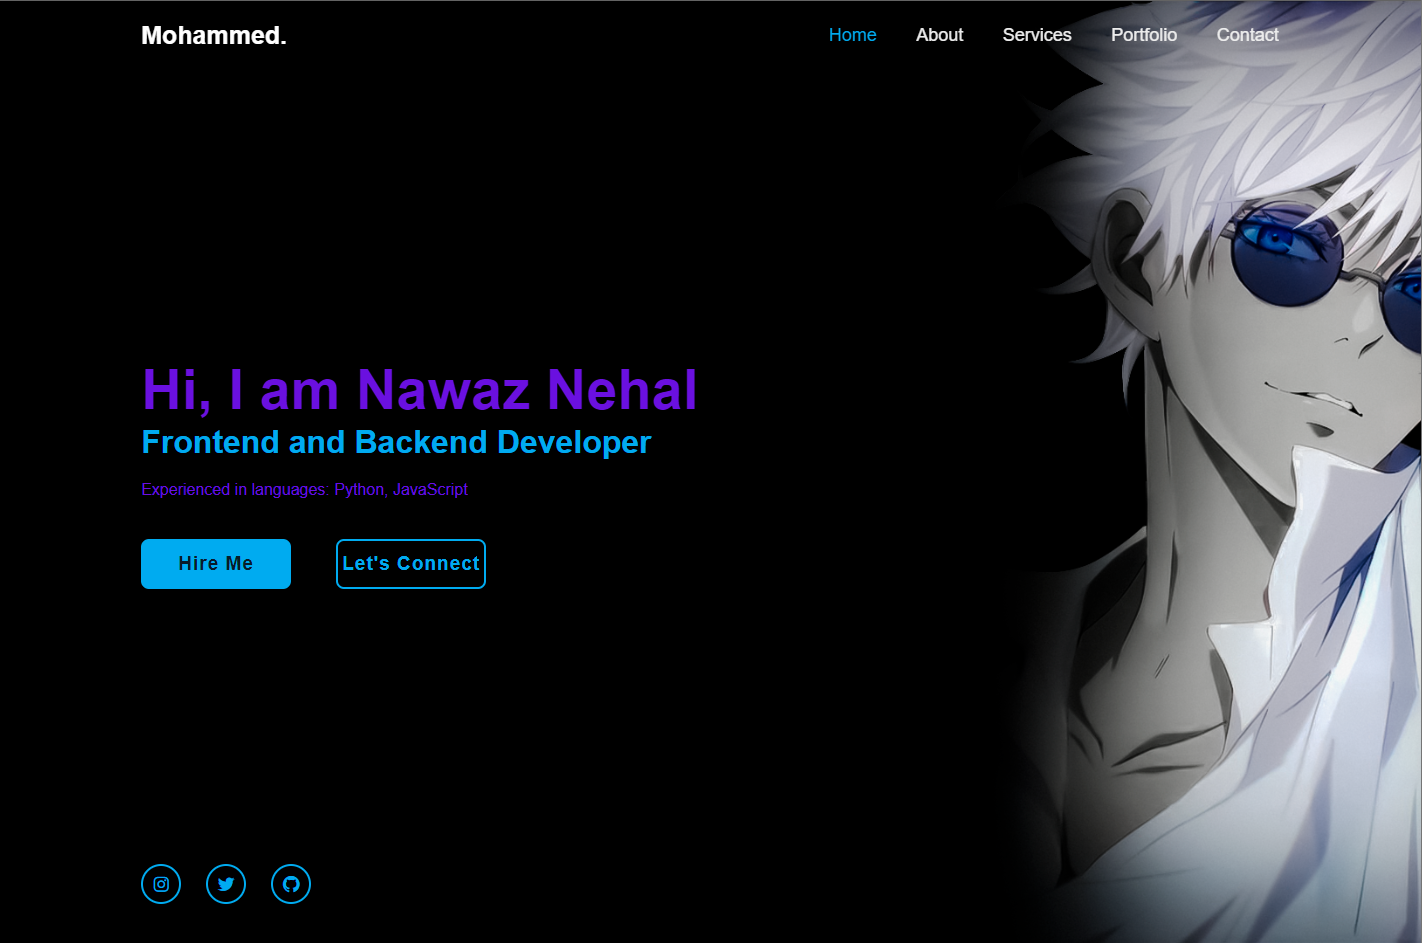 Mohammed.
Home About Services Portfolio Contact
Hi, I am Nawaz Nehal
Frontend and Backend Developer
Experienced in languages: Python, JavaScript
Hire Me Let's Connect